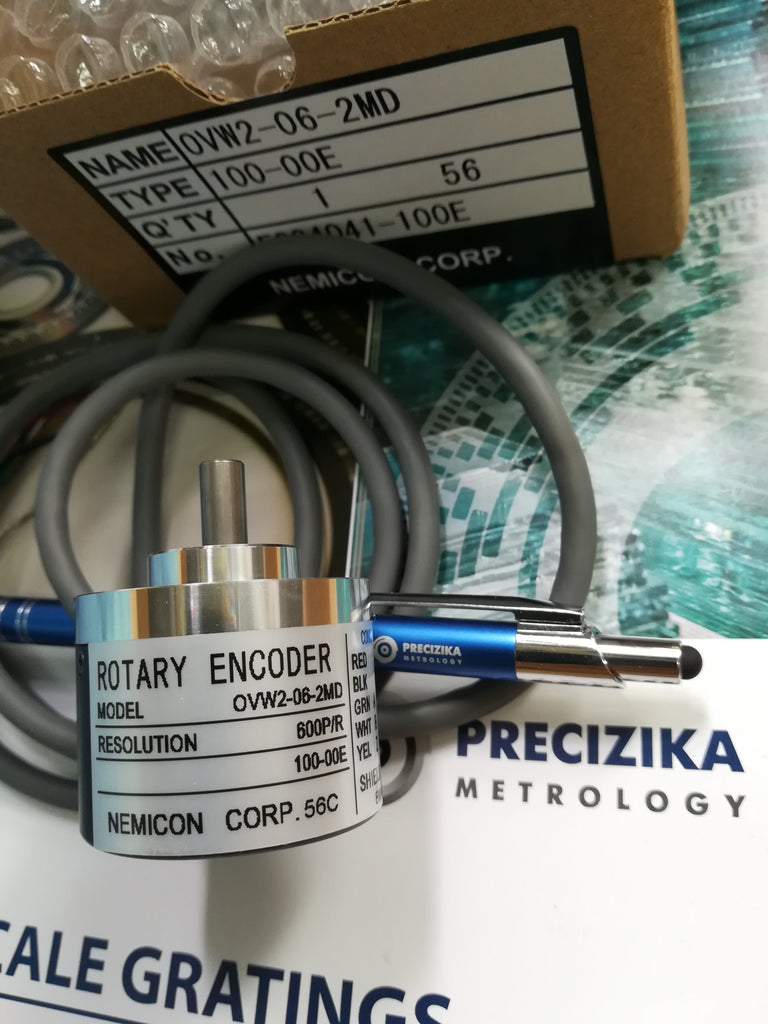 NAME OVW2-06-2MD
TYPE 100-00E
Q'TY 1 56
No.
NEMICON CORP.
ROTARY ENCODER
MODEL OVW2-06-2MD
RESOLUTION 600P/R
100-00E
NEMICON CORP. 56C
RED
BLK
GRN
WHT
YEL
PRECIZIKA
METROLOGY
PRECIZIKA
METROLOGY
CALE GRATINGS